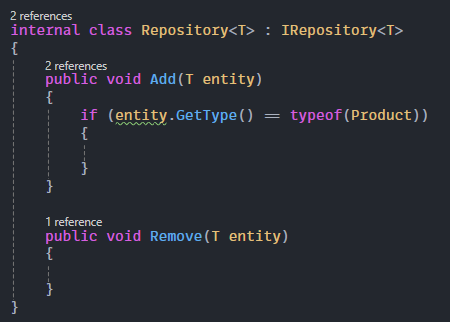 2 references
internal class Repository<T> : IRepository<T>
{
2 references
public void Add(T entity)
{
if (entity.GetType() == typeof(Product))
{
}
}
1 reference
public void Remove(T entity)
{
}
}